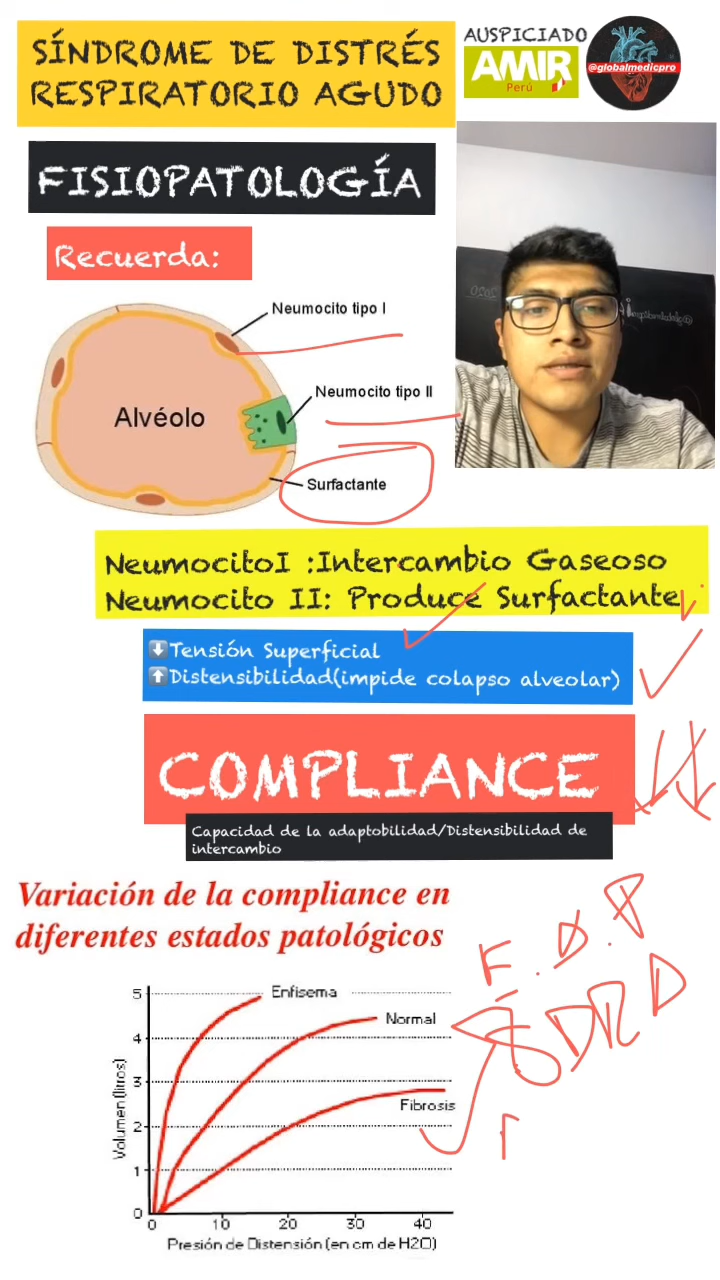 SÍNDROME DE DISTRÉS
RESPIRATORIO AGUDO
AUSPICIADO
AMIR
Perú
@globalmedicpro
FISIOPATOLOGÍA
Recuerda:
Neumocito tipo I
Neumocito tipo II
Alvéolo
Surfactante
NeumocitoI :Intercambio Gaseoso
Neumocito II: Produce Surfactante
⬇Tensión Superficial
⬆Distensibilidad(impide colapso alveolar)
COMPLIANCE
Capacidad de la adaptobilidad/Distensibilidad de
intercambio
Variación de la compliance en
diferentes estados patológicos
Volumen (litros)
5
4
3
2
1
0
Enfisema
Normal
Fibrosis
0 10 20 30 40
Presión de Distensión (en cm de H2O)